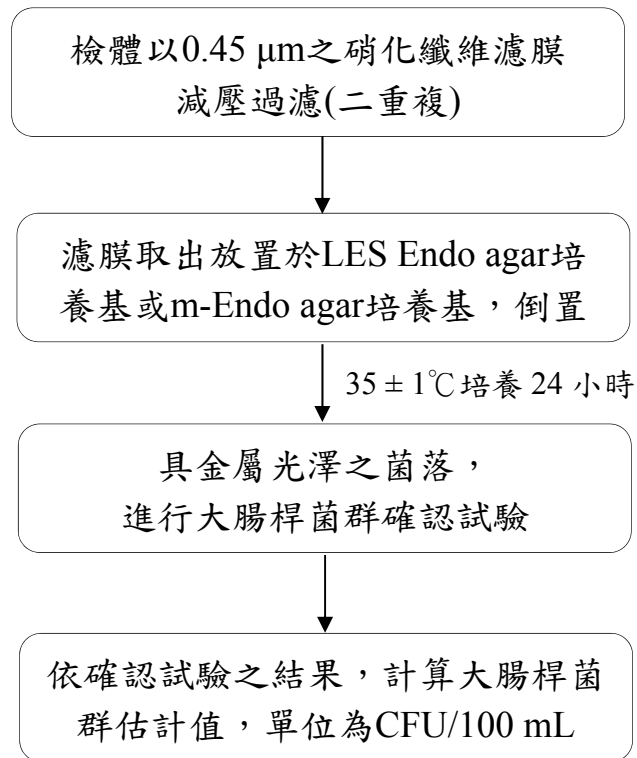 檢體以0.45 μm之硝化纖維濾膜
減壓過濾(二重複)
濾膜取出放置於LES Endo agar培
養基或m-Endo agar培養基，倒置
35 ± 1℃培養 24 小時
具金屬光澤之菌落，
進行大腸桿菌群確認試驗
依確認試驗之結果，計算大腸桿菌
群估計值，單位為CFU/100 mL